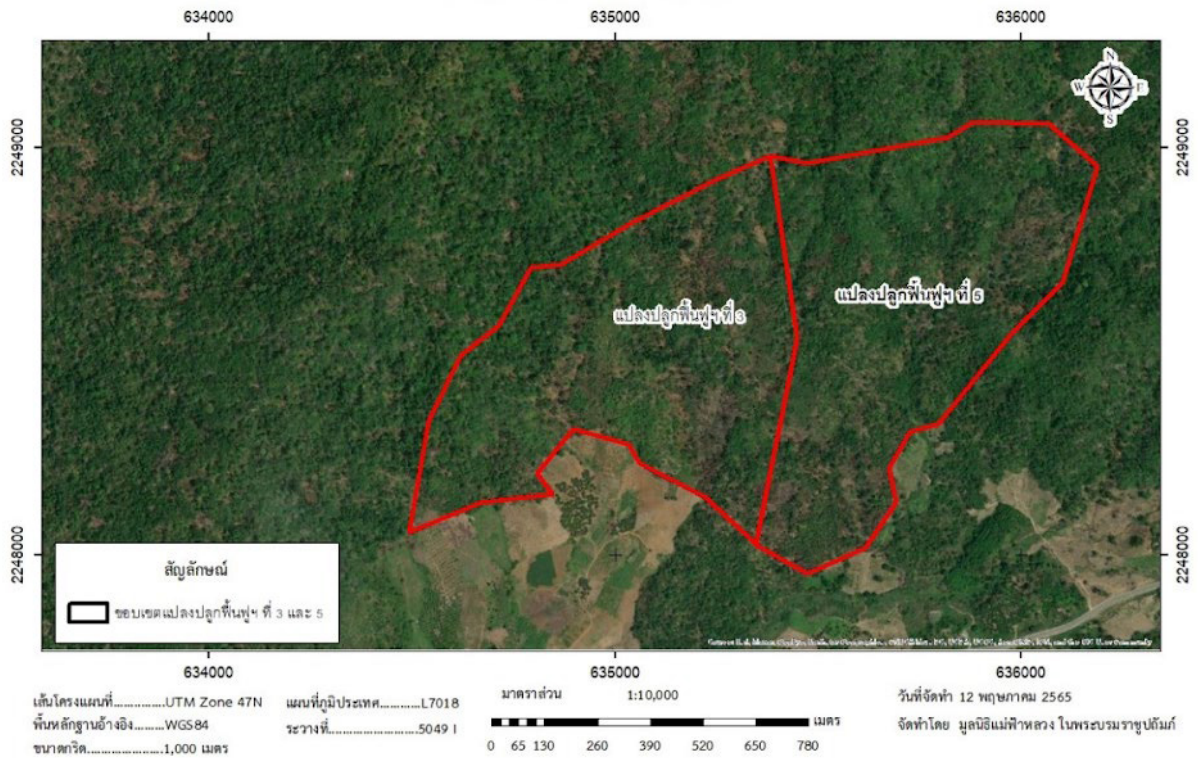 634000 635000 636000
N
W E
S
2249000 2249000
แปลงปลูกฟื้นฟูฯ ที่ 5
แปลงปลูกฟื้นฟูฯ ที่ 3
2248000 2248000
สัญลักษณ์
ขอบเขตแปลงปลูกฟื้นฟูฯ ที่ 3 และ 5
634000 635000 636000
เส้นโครงแผนที่..............UTM Zone 47N
พื้นหลักฐานอ้างอิง.......WGS84
ขนาดกริด......................1,000 เมตร
แผนที่ภูมิประเทศ..........L7018
ระวางที่.......................5049 I
มาตราส่วน 1:10,000
เมตร
0 65 130 260 390 520 650 780
วันที่จัดทำ 12 พฤษภาคม 2565
จัดทำโดย มูลนิธิแม่ฟ้าหลวง ในพระบรมราชูปถัมภ์